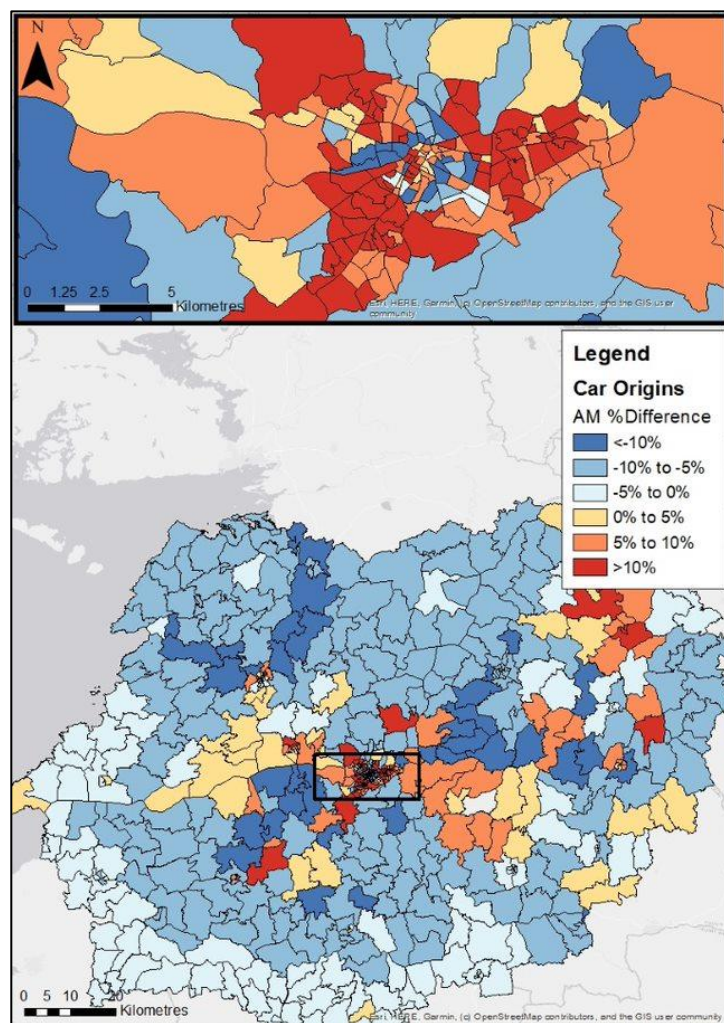 N
0 1.25 2.5 5
Kilometres
Esri, HERE, Garmin, (c) OpenStreetMap contributors, and the GIS user
community
Legend
Car Origins
AM %Difference
<-10%
-10% to -5%
-5% to 0%
0% to 5%
5% to 10%
>10%
0 5 10 20
Kilometres
Esri, HERE, Garmin, (c) OpenStreetMap contributors, and the GIS user community